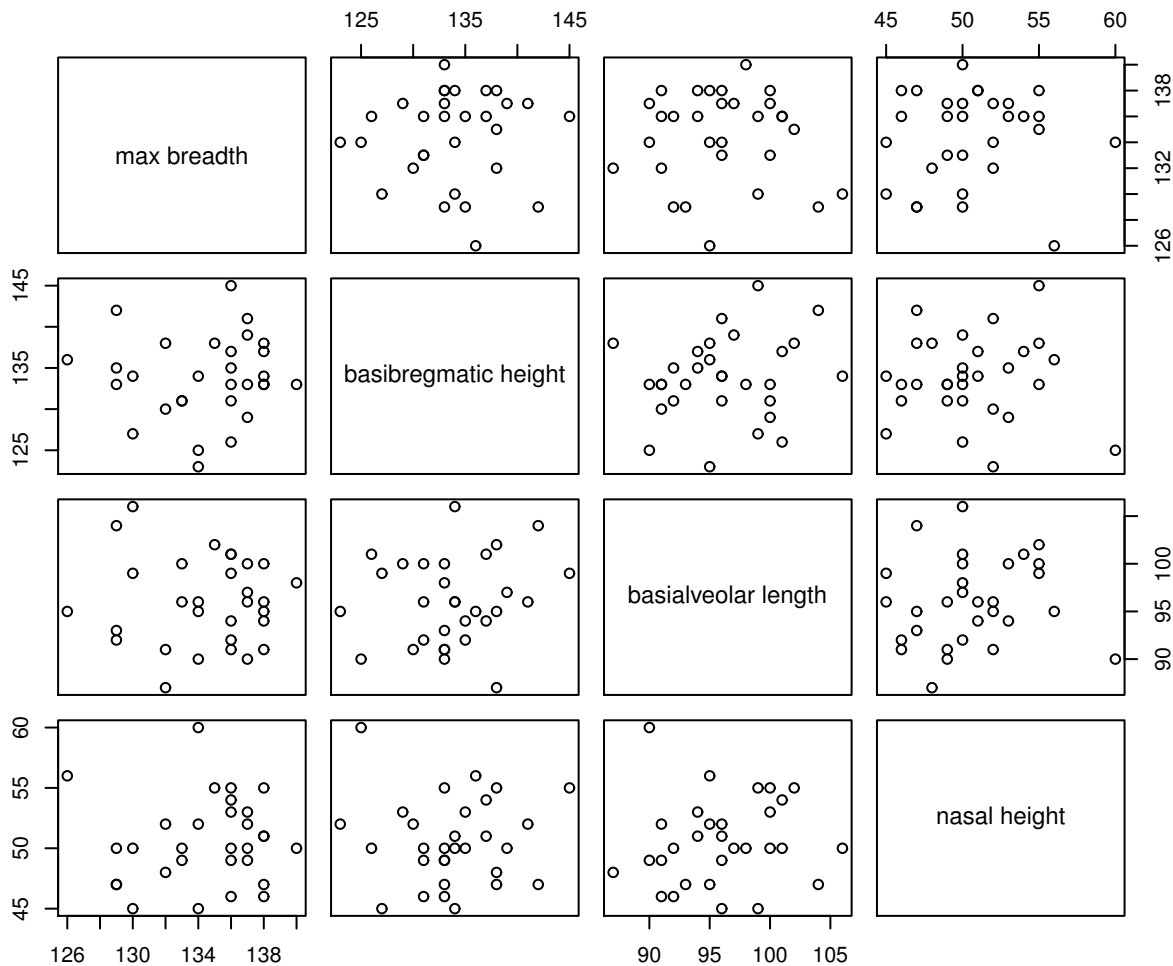 125 135 145 45 50 55 60
max breadth
126 132 138
125 135 145
basibregmatic height
basialveolar length
90 95 100
45 50 55 60
nasal height
126 130 134 138 90 95 100 105